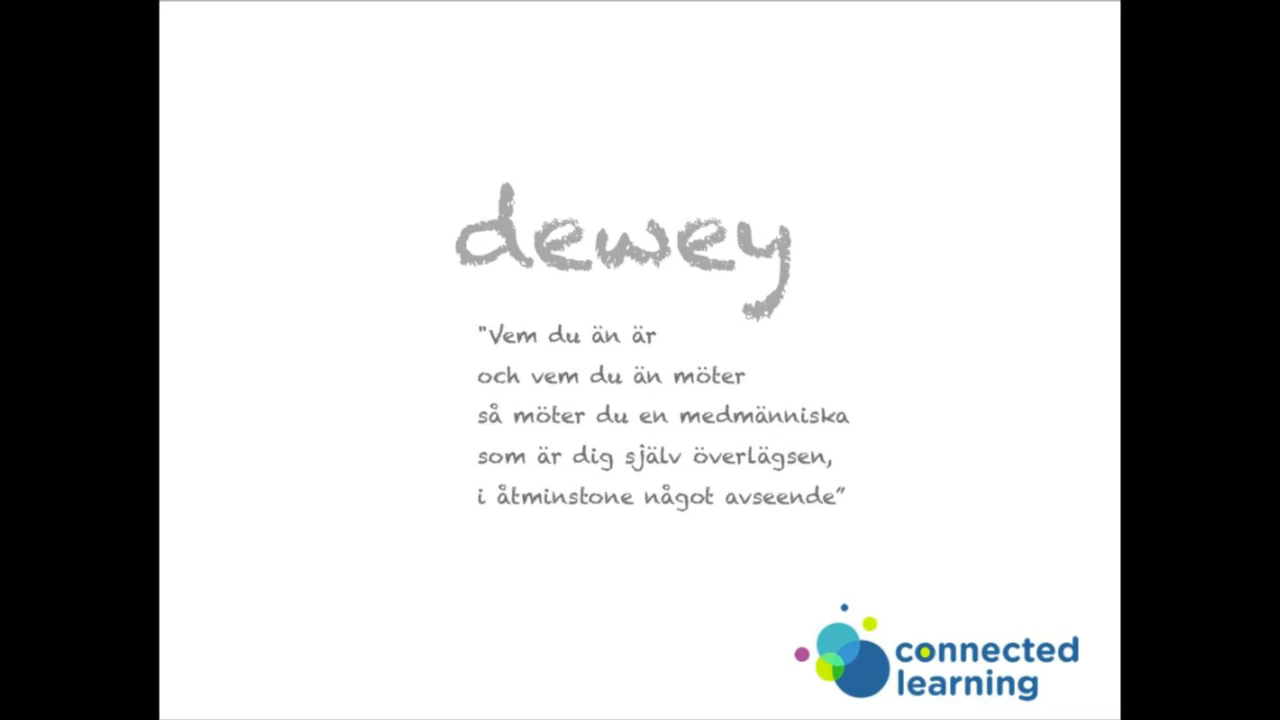 dewey
"Vem du än är
och vem du än möter
så möter du en medmänniska
som är dig själv överlägsen,
i åtminstone något avseende”
connected
learning